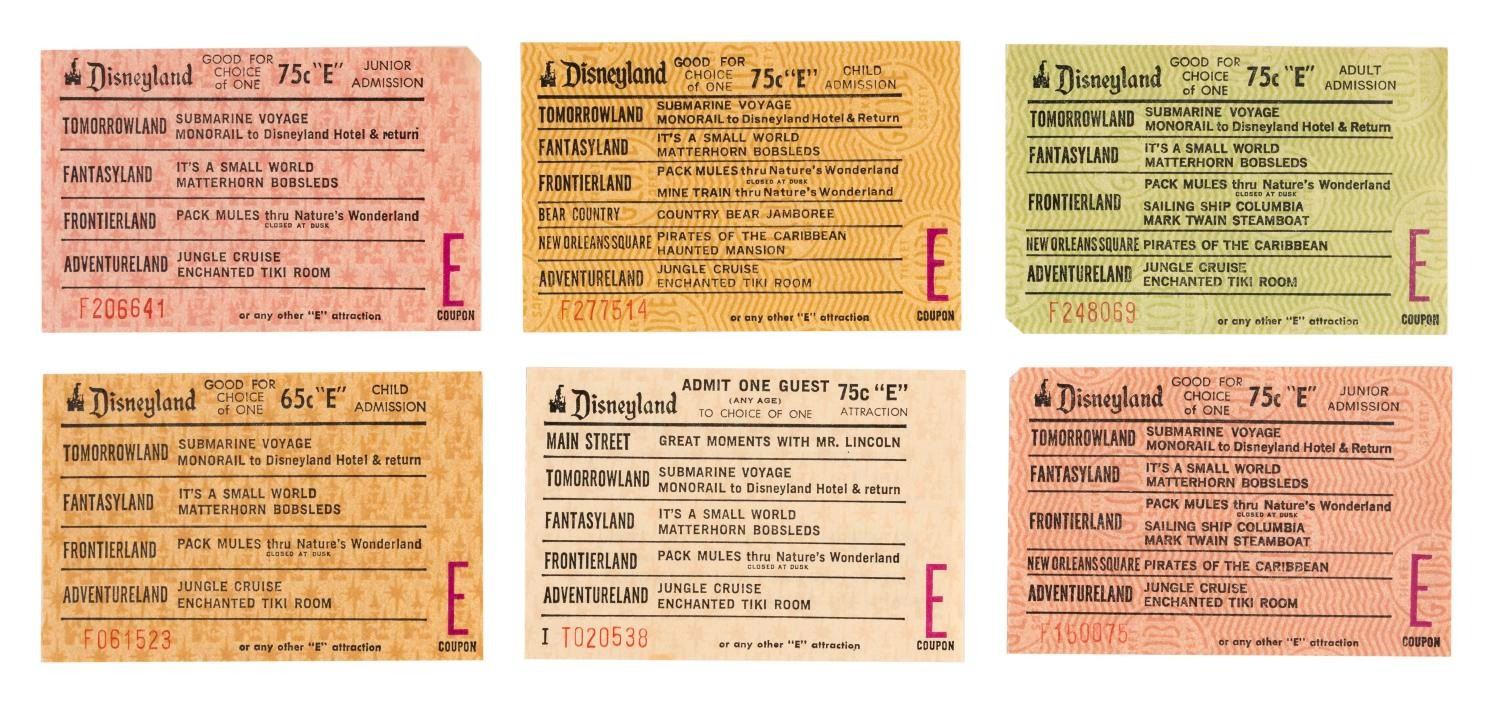 Disneyland GOOD FOR CHOICE of ONE 75c "E" JUNIOR ADMISSION
TOMORROWLAND SUBMARINE VOYAGE
MONORAIL to Disneyland Hotel & return
FANTASYLAND IT'S A SMALL WORLD
MATTERHORN BOBSLEDS
FRONTIERLAND PACK MULES thru Nature's Wonderland
CLOSED AT DUSK
ADVENTURELAND JUNGLE CRUISE
ENCHANTED TIKI ROOM
E
F206641
or any other "E" attraction COUPON
Disneyland GOOD FOR CHOICE of ONE 75c "E" CHILD ADMISSION
TOMORROWLAND SUBMARINE VOYAGE
MONORAIL to Disneyland Hotel & Return
FANTASYLAND IT'S A SMALL WORLD
MATTERHORN BOBSLEDS
FRONTIERLAND PACK MULES thru Nature's Wonderland
CLOSED AT DUSK
MINE TRAIN thru Nature's Wonderland
BEAR COUNTRY COUNTRY BEAR JAMBOREE
NEW ORLEANS SQUARE PIRATES OF THE CARIBBEAN
HAUNTED MANSION
ADVENTURELAND JUNGLE CRUISE
ENCHANTED TIKI ROOM
E
F277514
or any other "E" attraction COUPON
Disneyland GOOD FOR CHOICE of ONE 75c "E" ADULT ADMISSION
TOMORROWLAND SUBMARINE VOYAGE
MONORAIL to Disneyland Hotel & Return
FANTASYLAND IT'S A SMALL WORLD
MATTERHORN BOBSLEDS
FRONTIERLAND PACK MULES thru Nature's Wonderland
CLOSED AT DUSK
SAILING SHIP COLUMBIA
MARK TWAIN STEAMBOAT
NEW ORLEANS SQUARE PIRATES OF THE CARIBBEAN
ADVENTURELAND JUNGLE CRUISE
ENCHANTED TIKI ROOM
E
F248069
or any other "E" attraction COUPON
Disneyland GOOD FOR CHOICE of ONE 65c "E" CHILD ADMISSION
TOMORROWLAND SUBMARINE VOYAGE
MONORAIL to Disneyland Hotel & return
FANTASYLAND IT'S A SMALL WORLD
MATTERHORN BOBSLEDS
FRONTIERLAND PACK MULES thru Nature's Wonderland
CLOSED AT DUSK
ADVENTURELAND JUNGLE CRUISE
ENCHANTED TIKI ROOM
E
F061523
or any other "E" attraction COUPON
Disneyland ADMIT ONE GUEST 75c "E"
(ANY AGE)
TO CHOICE OF ONE ATTRACTION
MAIN STREET GREAT MOMENTS WITH MR. LINCOLN
TOMORROWLAND SUBMARINE VOYAGE
MONORAIL to Disneyland Hotel & return
FANTASYLAND IT'S A SMALL WORLD
MATTERHORN BOBSLEDS
FRONTIERLAND PACK MULES thru Nature's Wonderland
CLOSED AT DUSK
ADVENTURELAND JUNGLE CRUISE
ENCHANTED TIKI ROOM
E
I T020538
or any other "E" attraction COUPON
Disneyland GOOD FOR CHOICE of ONE 75c "E" JUNIOR ADMISSION
TOMORROWLAND SUBMARINE VOYAGE
MONORAIL to Disneyland Hotel & Return
FANTASYLAND IT'S A SMALL WORLD
MATTERHORN BOBSLEDS
FRONTIERLAND PACK MULES thru Nature's Wonderland
CLOSED AT DUSK
SAILING SHIP COLUMBIA
MARK TWAIN STEAMBOAT
NEW ORLEANS SQUARE PIRATES OF THE CARIBBEAN
ADVENTURELAND JUNGLE CRUISE
ENCHANTED TIKI ROOM
E
F150075
or any other "E" attraction COUPON